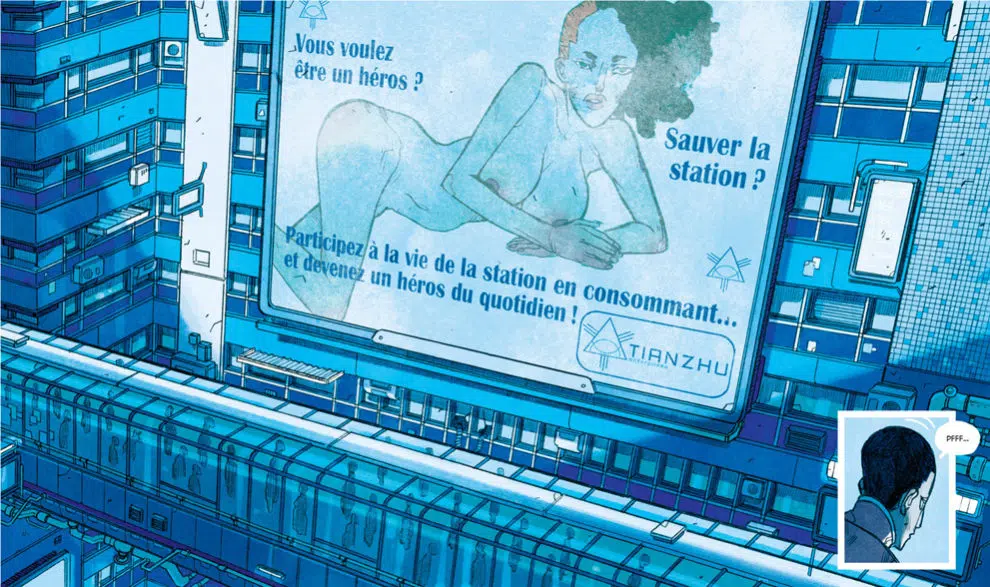 Vous voulez
être un héros ?
Sauver la
station ?
Participez à la vie de la station en consommant...
et devenez un héros du quotidien !
TIANZHU
PFFF...